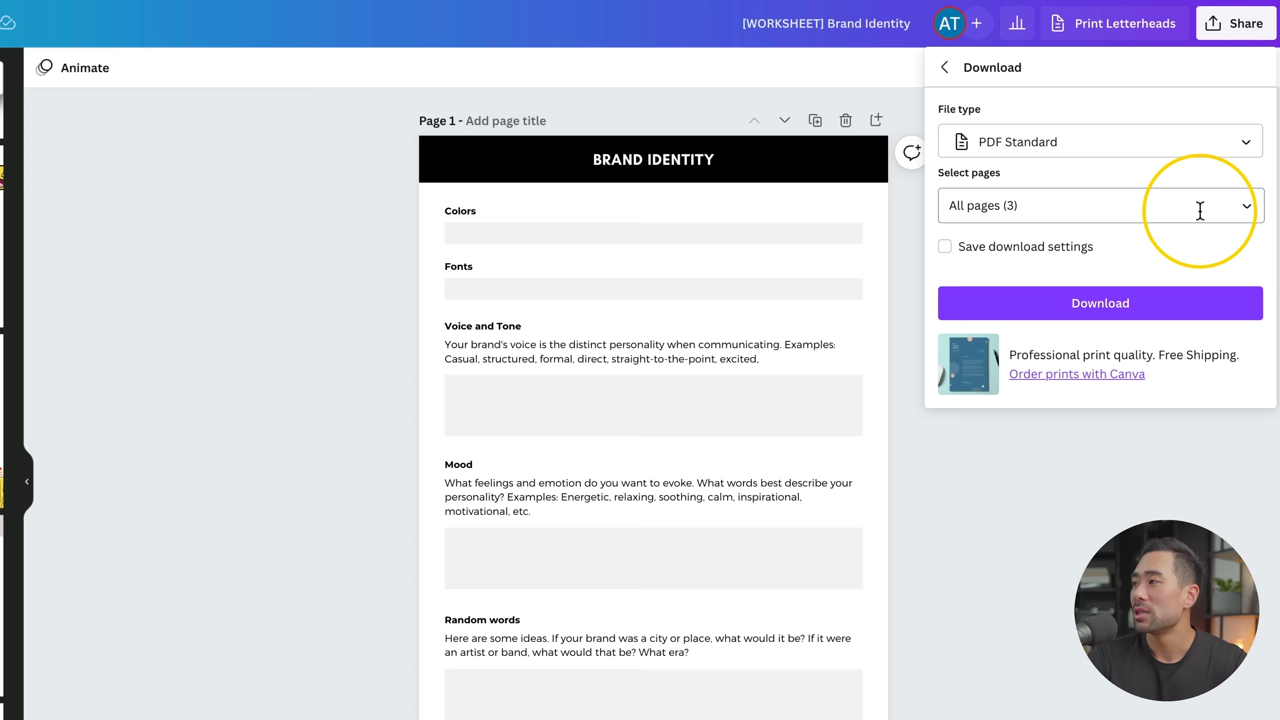 [WORKSHEET] Brand Identity
AT
+
Print Letterheads
Share
Animate
Download
File type
PDF Standard
Select pages
All pages (3)
Save download settings
Download
Professional print quality. Free Shipping.
Order prints with Canva
Page 1 - Add page title
BRAND IDENTITY
Colors
Fonts
Voice and Tone
Your brand's voice is the distinct personality when communicating. Examples:
Casual, structured, formal, direct, straight-to-the-point, excited,
Mood
What feelings and emotion do you want to evoke. What words best describe your
personality? Examples: Energetic, relaxing, soothing, calm, inspirational,
motivational, etc.
Random words
Here are some ideas. If your brand was a city or place, what would it be? If it were
an artist or band, what would that be? What era?